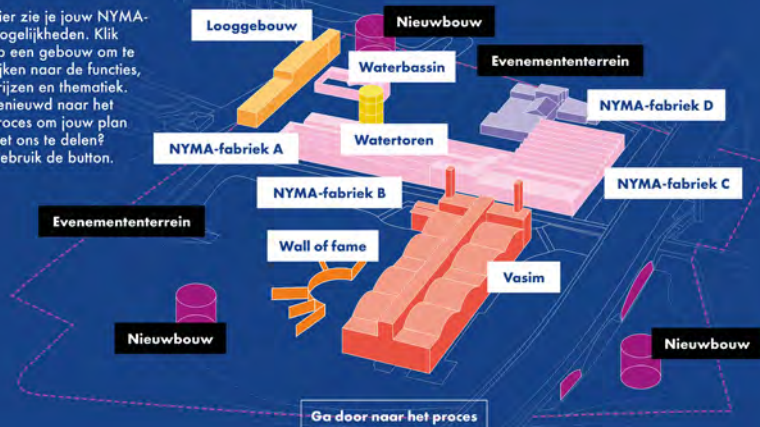 ier zie je jouw NYMA-
ogelijkheden. Klik
p een gebouw om te
ijken naar de functies,
rijzen en thematiek.
enieuwd naar het
roces om jouw plan
et ons te delen?
ebruik de button.
Looggebouw
Nieuwbouw
Waterbassin
Evenemententerrein
NYMA-fabriek D
Watertoren
NYMA-fabriek A
NYMA-fabriek B
NYMA-fabriek C
Evenemententerrein
Wall of fame
Vasim
Nieuwbouw
Nieuwbouw
Ga door naar het proces